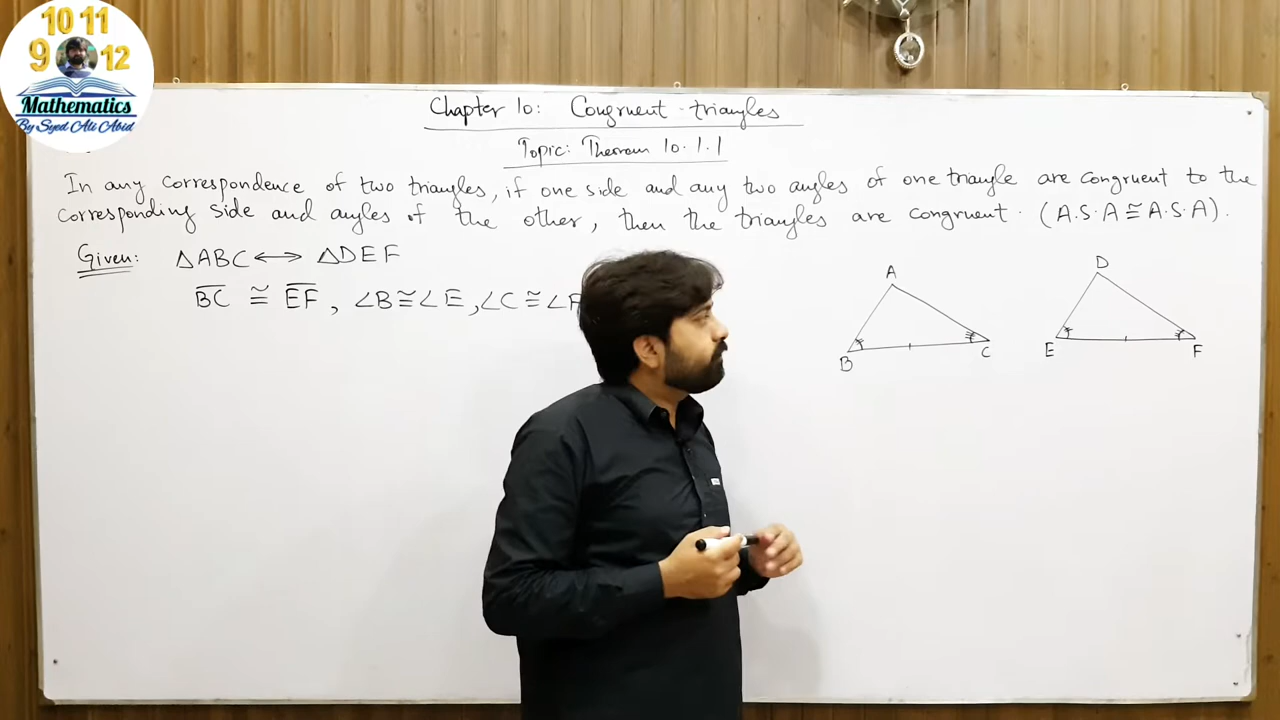 10 11
9 12
Mathematics
By Syed Ali Abid
Chapter 10: Congruent triangles
Topic: Theorem 10.1.1
In any correspondence of two triangles, if one side and any two angles of one triangle are congruent to the
corresponding side and angles of the other, then the triangles are congruent. (A.S.A ≅ A.S.A).
Given: △ABC ⟷ △DEF
B̅C̅ ≅ E̅F̅, ∠B ≅ ∠E, ∠C ≅ ∠F
A
B C
D
E F